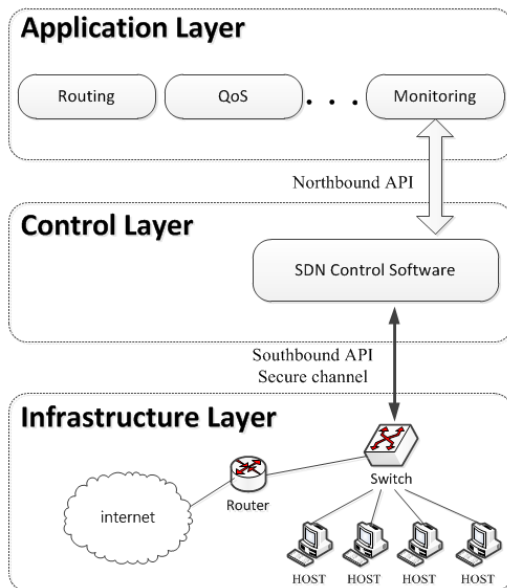 Application Layer
Routing
QoS
. . .
Monitoring
Northbound API
Control Layer
SDN Control Software
Southbound API
Secure channel
Infrastructure Layer
Switch
Router
internet
HOST
HOST
HOST
HOST